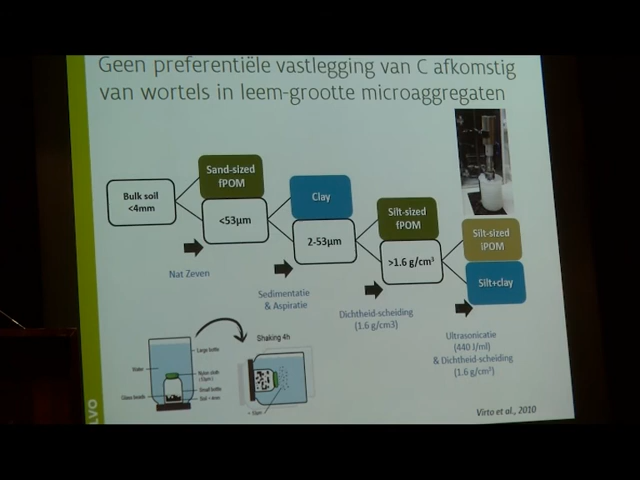 Geen preferentiële vastlegging van C afkomstig
van wortels in leem-grootte microaggregaten
Bulk soil
<4mm
Sand-sized
fPOM
<53µm
Nat Zeven
Clay
2-53µm
Sedimentatie
& Aspiratie
Silt-sized
fPOM
>1.6 g/cm³
Dichtheid-scheiding
(1.6 g/cm3)
Silt-sized
iPOM
Silt+clay
Ultrasonicatie
(440 J/ml)
& Dichtheid-scheiding
(1.6 g/cm³)
Large bottle
Water
Nylon cloth
Small bottle
Glass beads
Shaking 4h
Virto et al., 2010
LVO